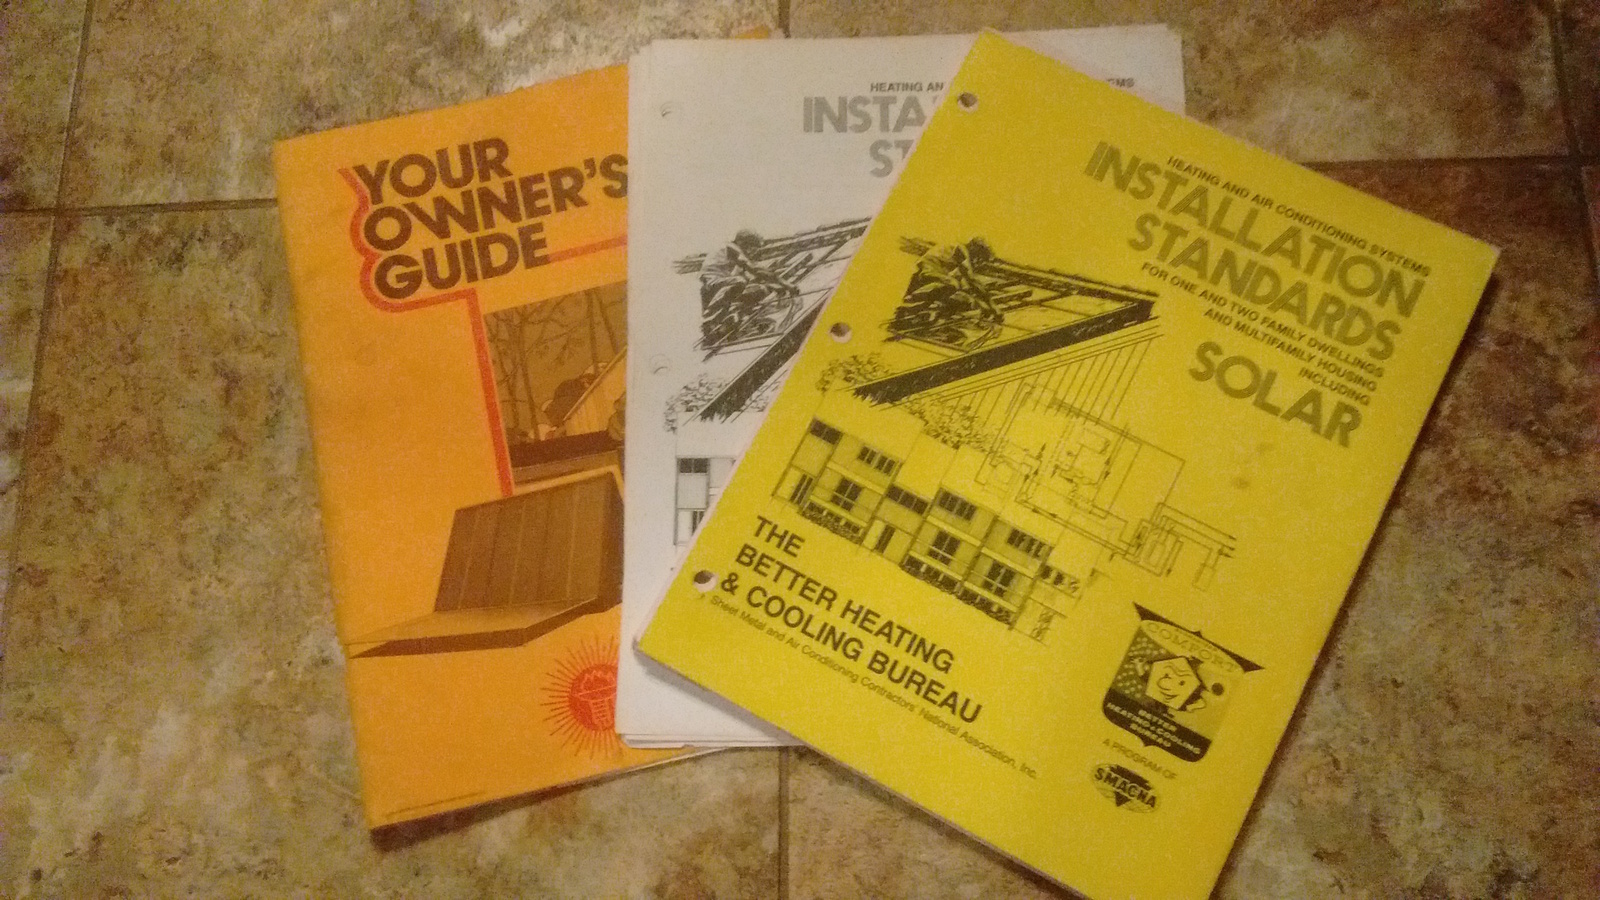 YOUR
OWNER'S
GUIDE
HEATING AN
EMS
INSTA
ST
HEATING AND AIR CONDITIONING SYSTEMS
INSTALLATION
STANDARDS
FOR ONE AND TWO FAMILY DWELLINGS
AND MULTIFAMILY HOUSING
INCLUDING
SOLAR
THE
BETTER HEATING
& COOLING BUREAU
Sheet Metal and Air Conditioning Contractors' National Association, Inc.
COMFORT
BETTER
HEATING & COOLING
BUREAU
A PROGRAM OF
SMACNA